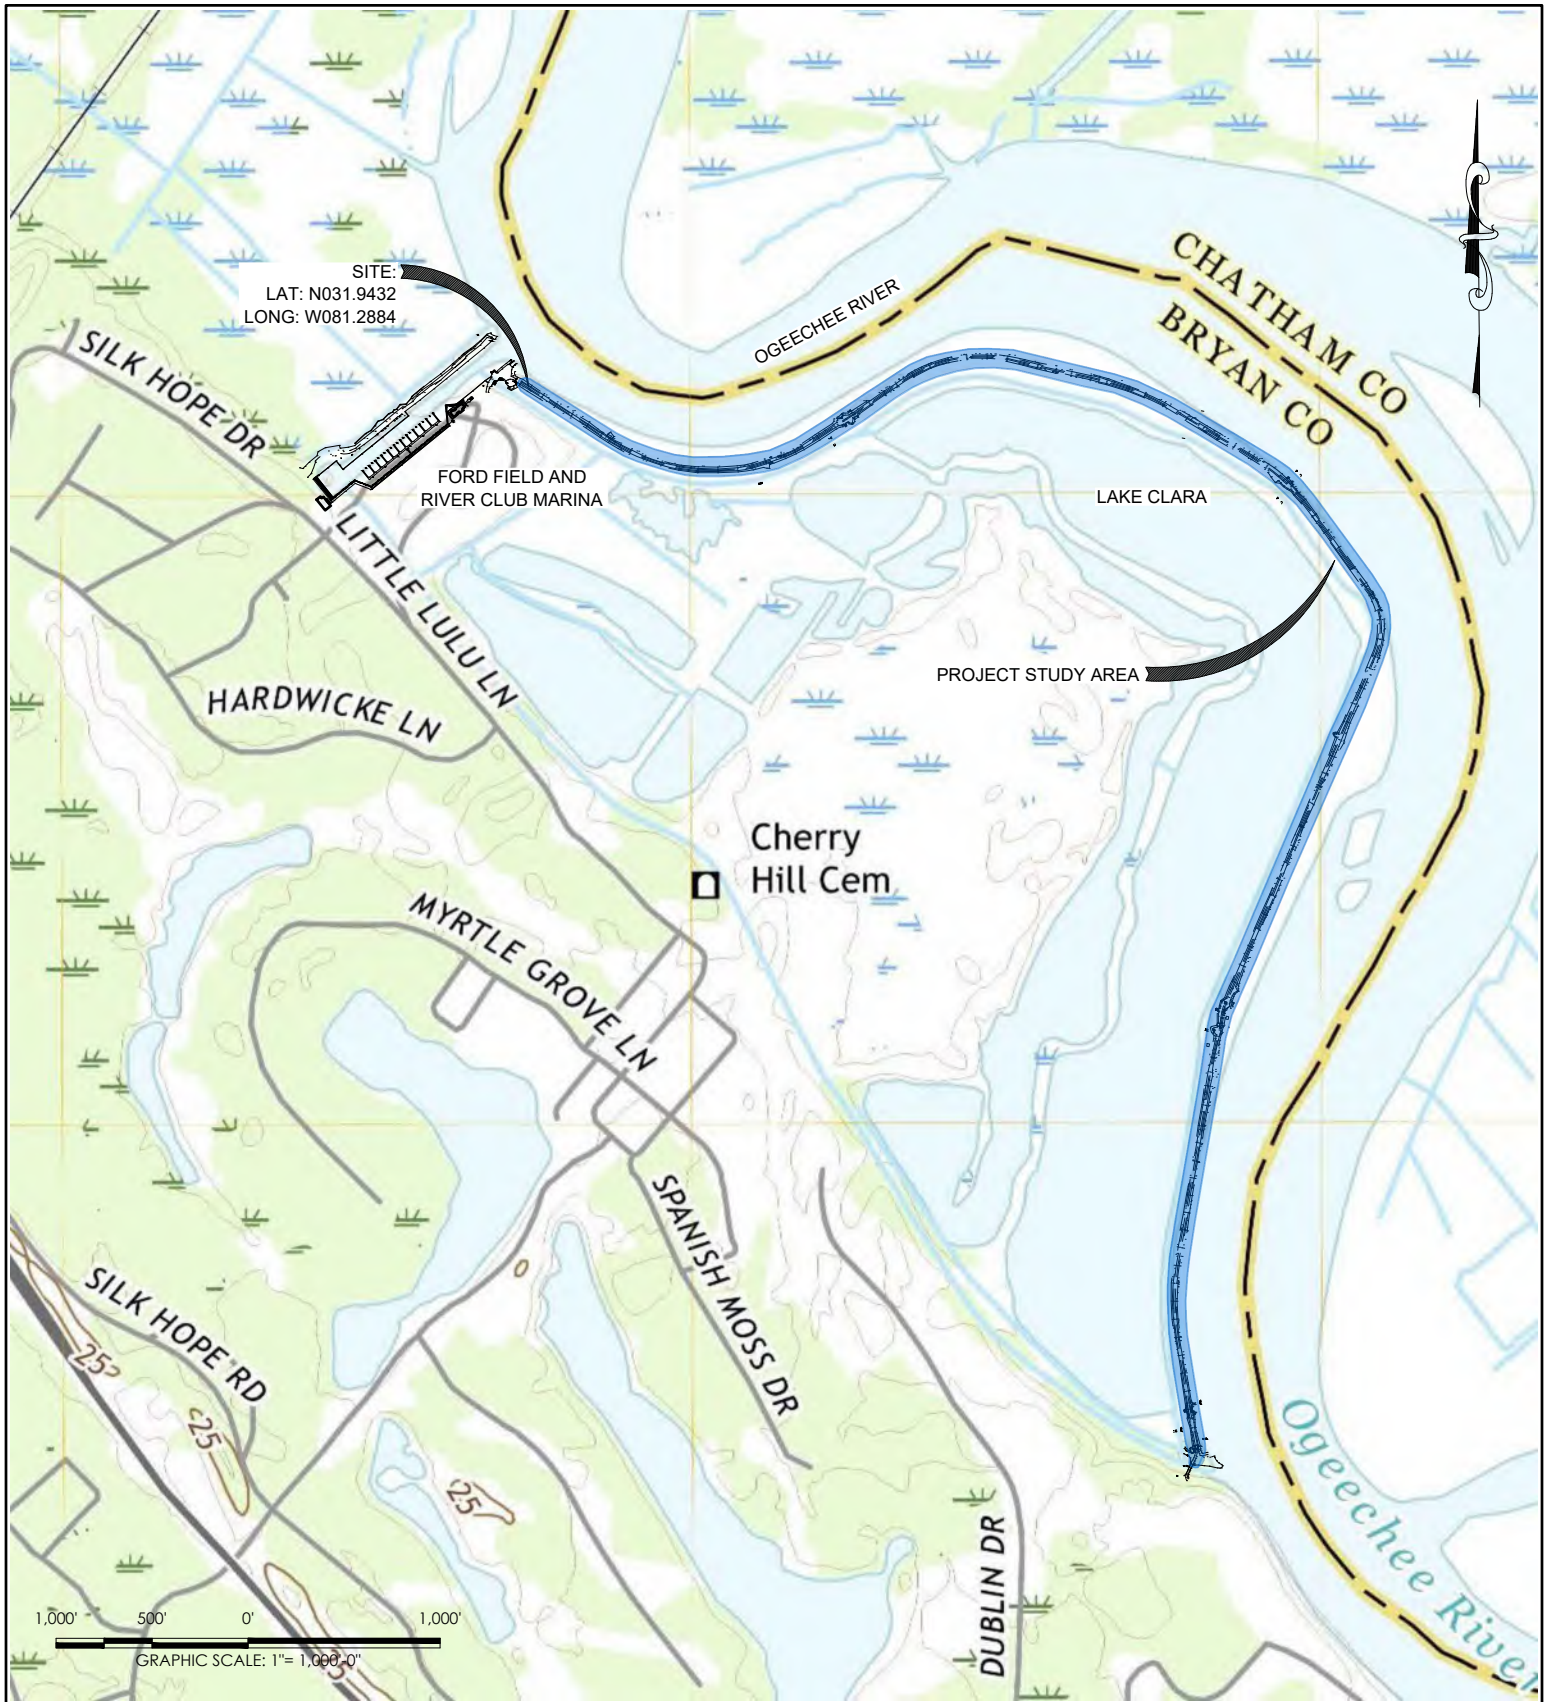 CHATHAM CO
BRYAN CO
SITE:
LAT: N031.9432
LONG: W081.2884
OGEECHEE RIVER
SILK HOPE DR
FORD FIELD AND
RIVER CLUB MARINA
LAKE CLARA
LITTLE LULU LN
PROJECT STUDY AREA
HARDWICKE LN
Cherry
Hill Cem
MYRTLE GROVE LN
SPANISH MOSS DR
0
SILK HOPE RD
25
25
25
Ogeechee River
DUBLIN DR
1,000' 500' 0' 1,000'
GRAPHIC SCALE: 1"= 1,000'-0"
25